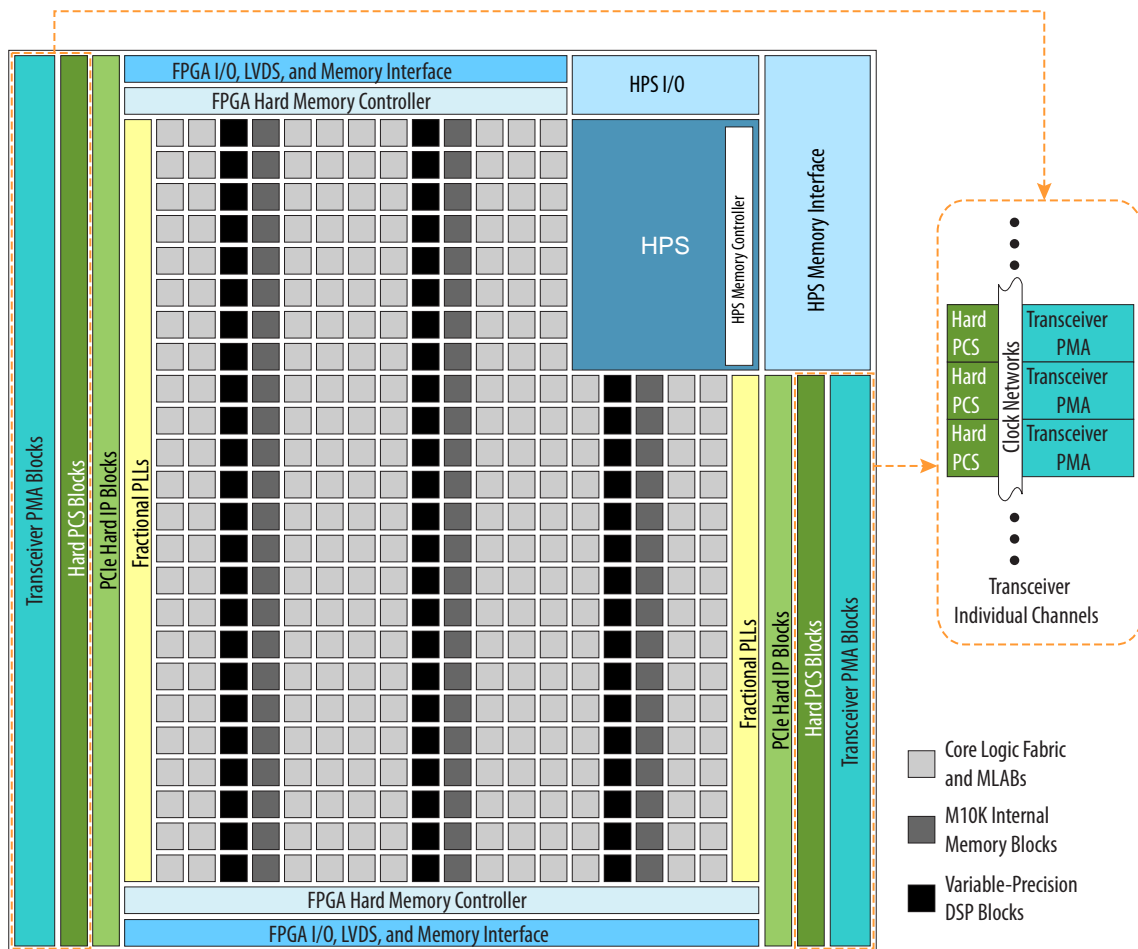 FPGA I/O, LVDS, and Memory Interface
FPGA Hard Memory Controller
HPS I/O
HPS
HPS Memory Controller
HPS Memory Interface
Transceiver PMA Blocks
Hard PCS Blocks
PCIe Hard IP Blocks
Fractional PLLs
Fractional PLLs
PCIe Hard IP Blocks
Hard PCS Blocks
Transceiver PMA Blocks
FPGA Hard Memory Controller
FPGA I/O, LVDS, and Memory Interface
Hard
PCS
Transceiver
PMA
Hard
PCS
Transceiver
PMA
Hard
PCS
Transceiver
PMA
Clock Networks
Transceiver
Individual Channels
Core Logic Fabric
and MLABs
M10K Internal
Memory Blocks
Variable-Precision
DSP Blocks